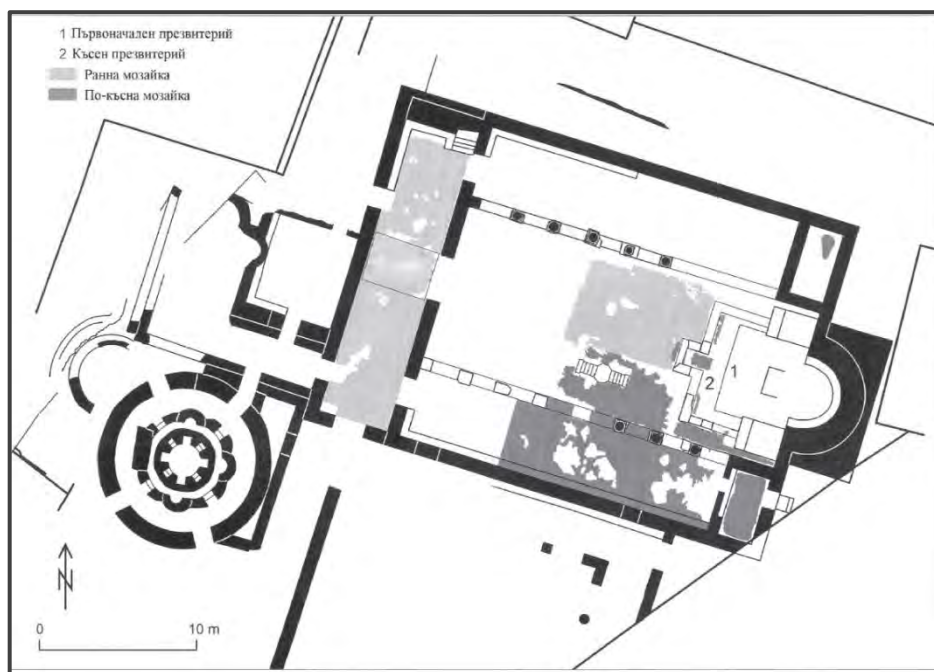 1 Първоначален презвитерий
2 Късен презвитерий
Ранна мозайка
По-късна мозайка
2 1
N
0 10 m